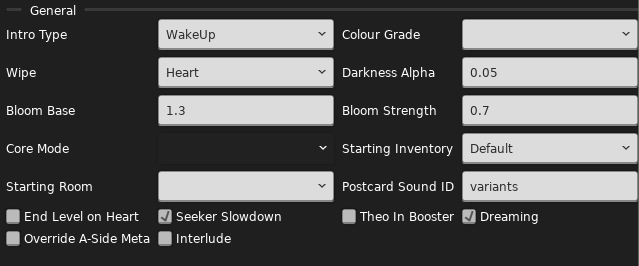 General
Intro Type WakeUp Colour Grade
Wipe Heart Darkness Alpha 0.05
Bloom Base 1.3 Bloom Strength 0.7
Core Mode Starting Inventory Default
Starting Room Postcard Sound ID variants
End Level on Heart Seeker Slowdown Theo In Booster Dreaming
Override A-Side Meta Interlude